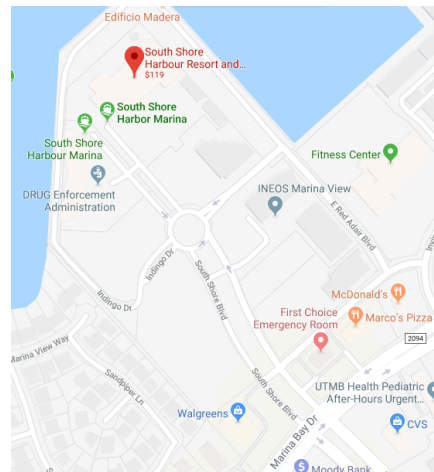 Edificio Madera
South Shore
Harbour Resort and...
$119
South Shore
Harbor Marina
South Shore
Harbour Marina
Fitness Center
DRUG Enforcement
Administration
INEOS Marina View
E Red Adair Blvd
Indingo Dr
South Shore Blvd
Indingo Dr
McDonald's
Marco's Pizza
First Choice
Emergency Room
2094
Marina View Way
Sandpiper Ln
UTMB Health Pediatric
After-Hours Urgent...
South Shore Blvd
Walgreens
CVS
Marina Bay Dr
Moody Bank